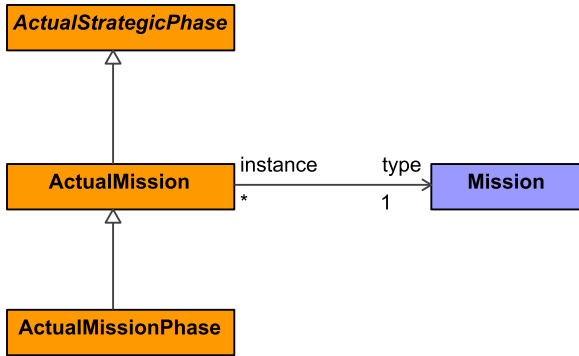 ActualStrategicPhase
instance type
ActualMission Mission
* 1
ActualMissionPhase